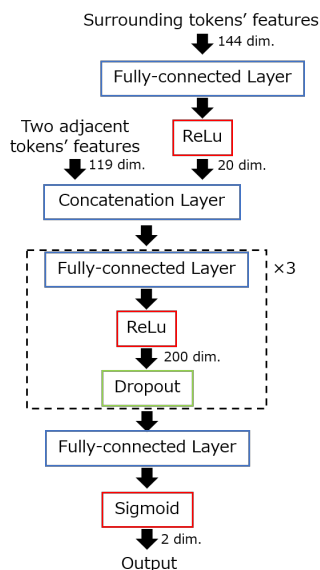 Surrounding tokens’ features
144 dim.
Fully-connected Layer
ReLu
20 dim.
Two adjacent
tokens’ features
119 dim.
Concatenation Layer
Fully-connected Layer
×3
ReLu
200 dim.
Dropout
Fully-connected Layer
Sigmoid
2 dim.
Output